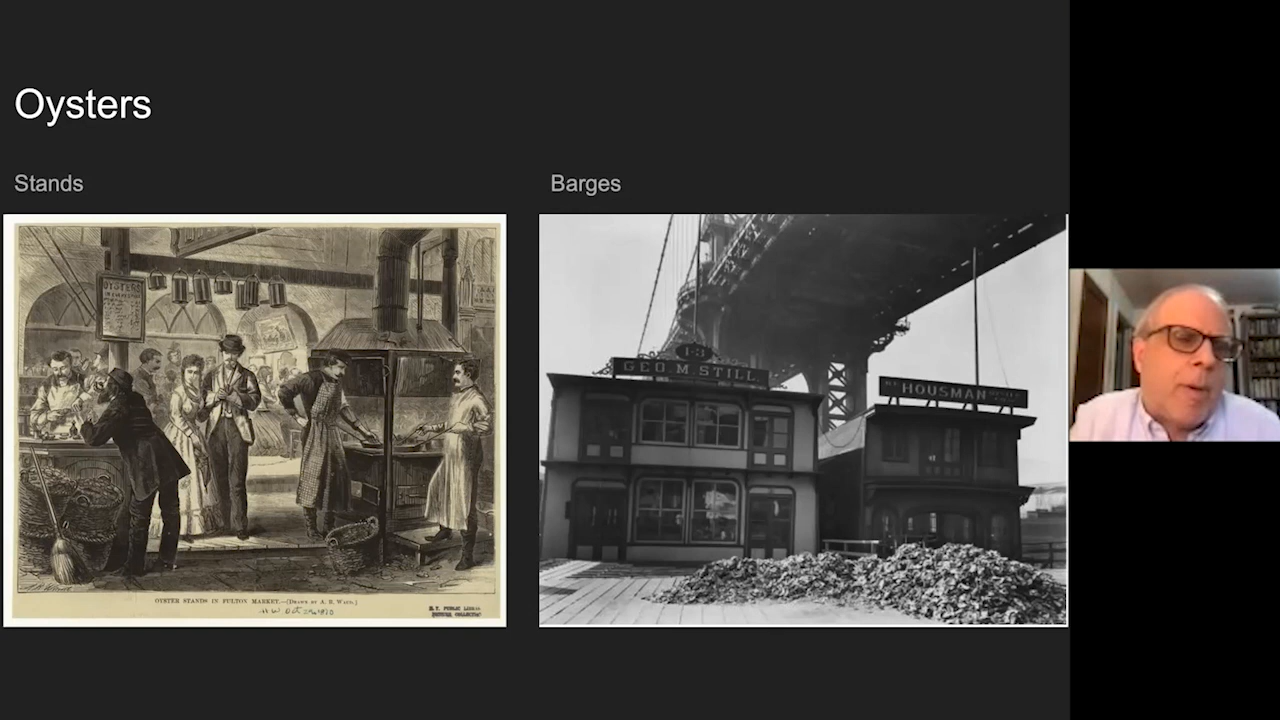 Oysters
Stands
Barges
OYSTERS
1-3
GEO. M. STILL.
HOUSMAN
OYSTER STANDS IN FULTON MARKET.—[Drawn by A. R. Waud.]
N.Y. PUBLIC LIBRARY
PICTURE COLLECTION